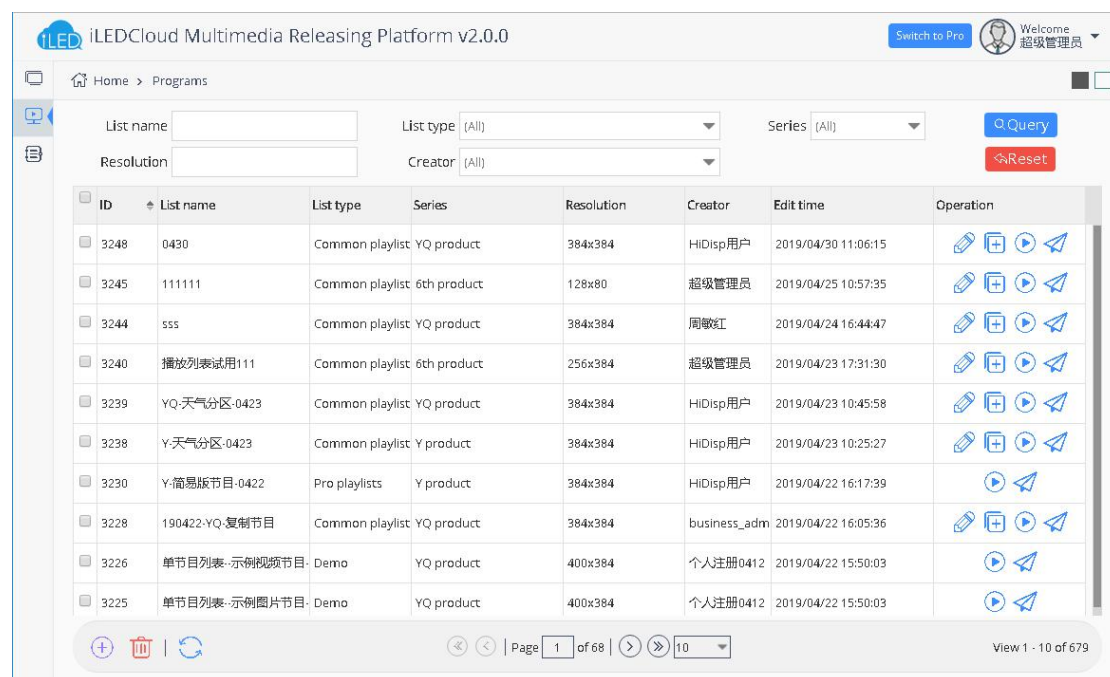 iLED iLEDCloud Multimedia Releasing Platform v2.0.0 Switch to Pro Welcome
超级管理员
Home > Programs
List name List type (All) Series (All) Query
Resolution Creator (All) Reset
ID List name List type Series Resolution Creator Edit time Operation
3248 0430 Common playlist YQ product 384x384 HiDisp用户 2019/04/30 11:06:15
3245 111111 Common playlist 6th product 128x80 超级管理员 2019/04/25 10:57:35
3244 sss Common playlist YQ product 384x384 周敏红 2019/04/24 16:44:47
3240 播放列表试用111 Common playlist 6th product 256x384 超级管理员 2019/04/23 17:31:30
3239 YQ-天气分区-0423 Common playlist YQ product 384x384 HiDisp用户 2019/04/23 10:45:58
3238 Y-天气分区-0423 Common playlist Y product 384x384 HiDisp用户 2019/04/23 10:25:27
3230 Y-简易版节目-0422 Pro playlists Y product 384x384 HiDisp用户 2019/04/22 16:17:39
3228 190422-YQ-复制节目 Common playlist YQ product 384x384 business_adm 2019/04/22 16:05:36
3226 单节目列表--示例视频节目- Demo YQ product 400x384 个人注册0412 2019/04/22 15:50:03
3225 单节目列表--示例图片节目- Demo YQ product 400x384 个人注册0412 2019/04/22 15:50:03
Page 1 of 68 10 View 1 - 10 of 679